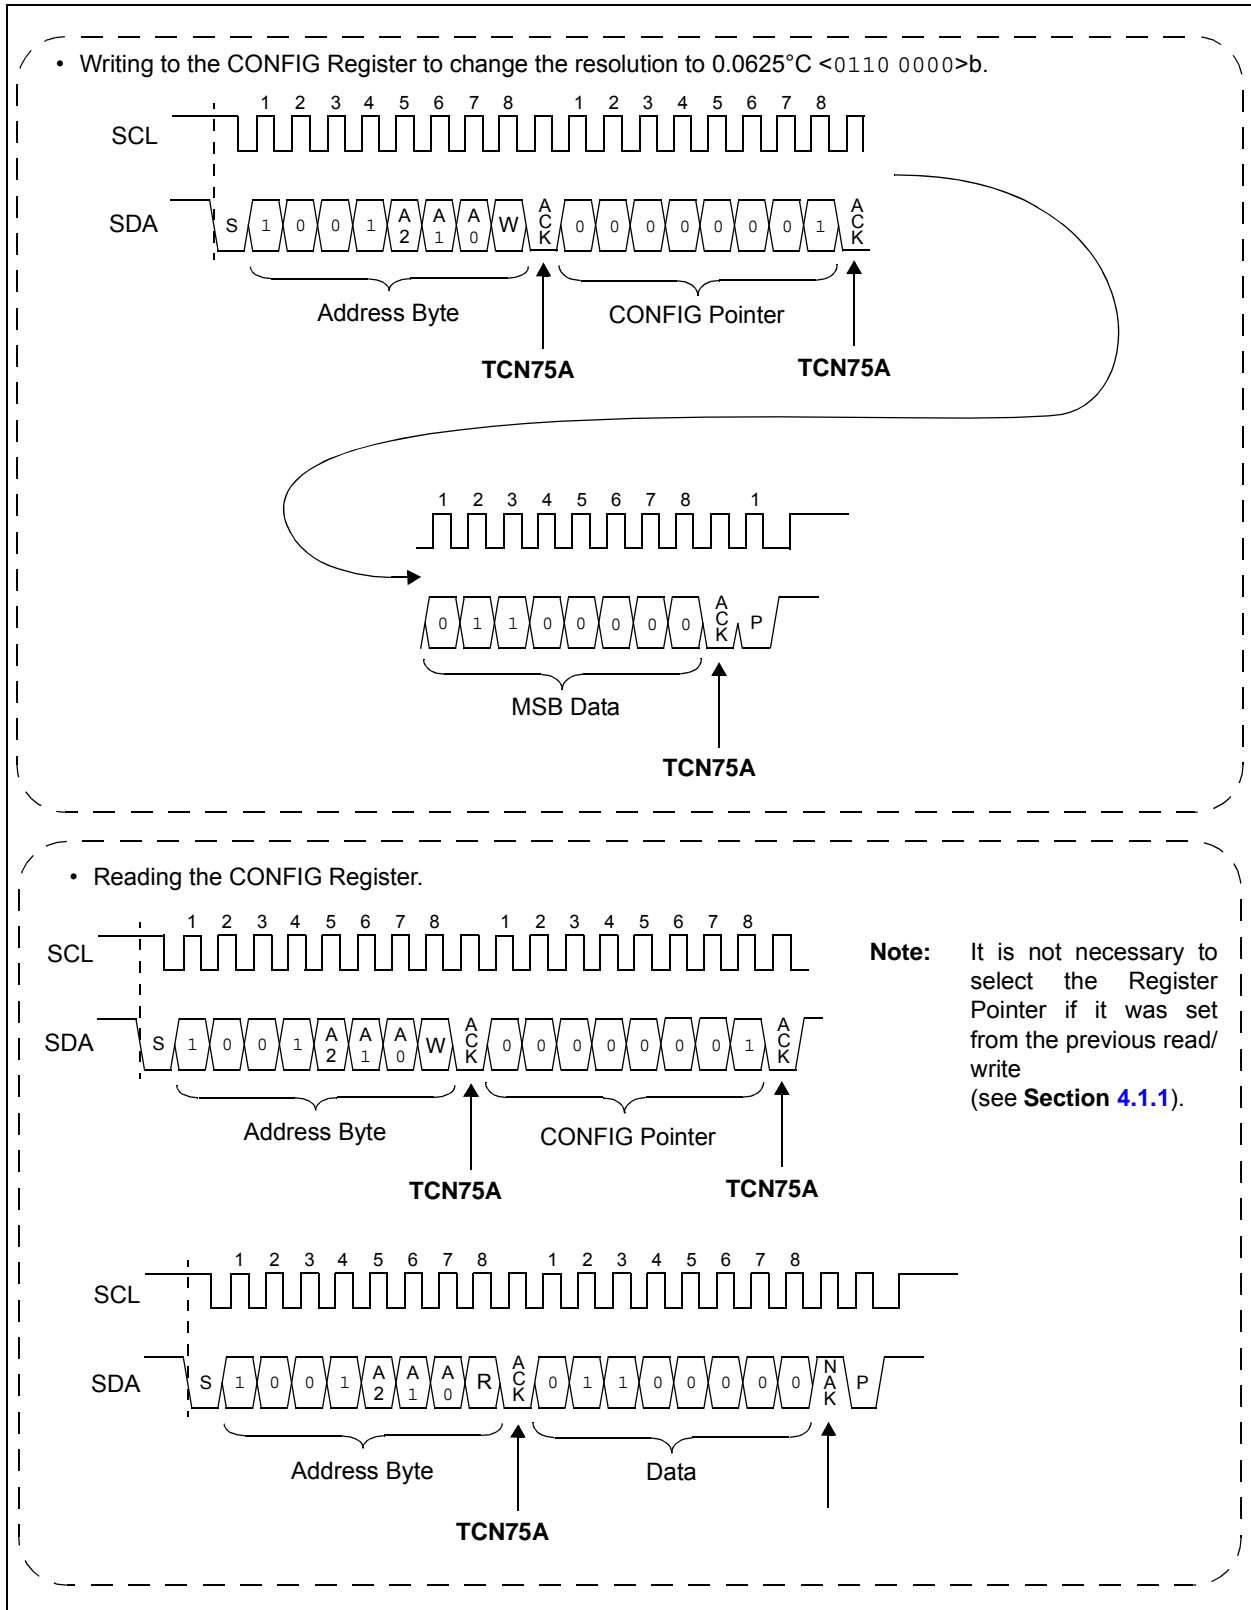 • Writing to the CONFIG Register to change the resolution to 0.0625°C <0110 0000>b.
1 2 3 4 5 6 7 8 1 2 3 4 5 6 7 8
SCL
SDA S 1 0 0 1 A2 A1 A0 W ACK 0 0 0 0 0 0 0 1 ACK
Address Byte CONFIG Pointer
TCN75A TCN75A
1 2 3 4 5 6 7 8 1
0 1 1 0 0 0 0 0 ACK P
MSB Data
TCN75A
• Reading the CONFIG Register.
1 2 3 4 5 6 7 8 1 2 3 4 5 6 7 8
SCL
SDA S 1 0 0 1 A2 A1 A0 W ACK 0 0 0 0 0 0 0 1 ACK
Address Byte CONFIG Pointer
TCN75A TCN75A
Note: It is not necessary to
select the Register
Pointer if it was set
from the previous read/
write
(see Section 4.1.1).
1 2 3 4 5 6 7 8 1 2 3 4 5 6 7 8
SCL
SDA S 1 0 0 1 A2 A1 A0 R ACK 0 1 1 0 0 0 0 0 NAK P
Address Byte Data
TCN75A